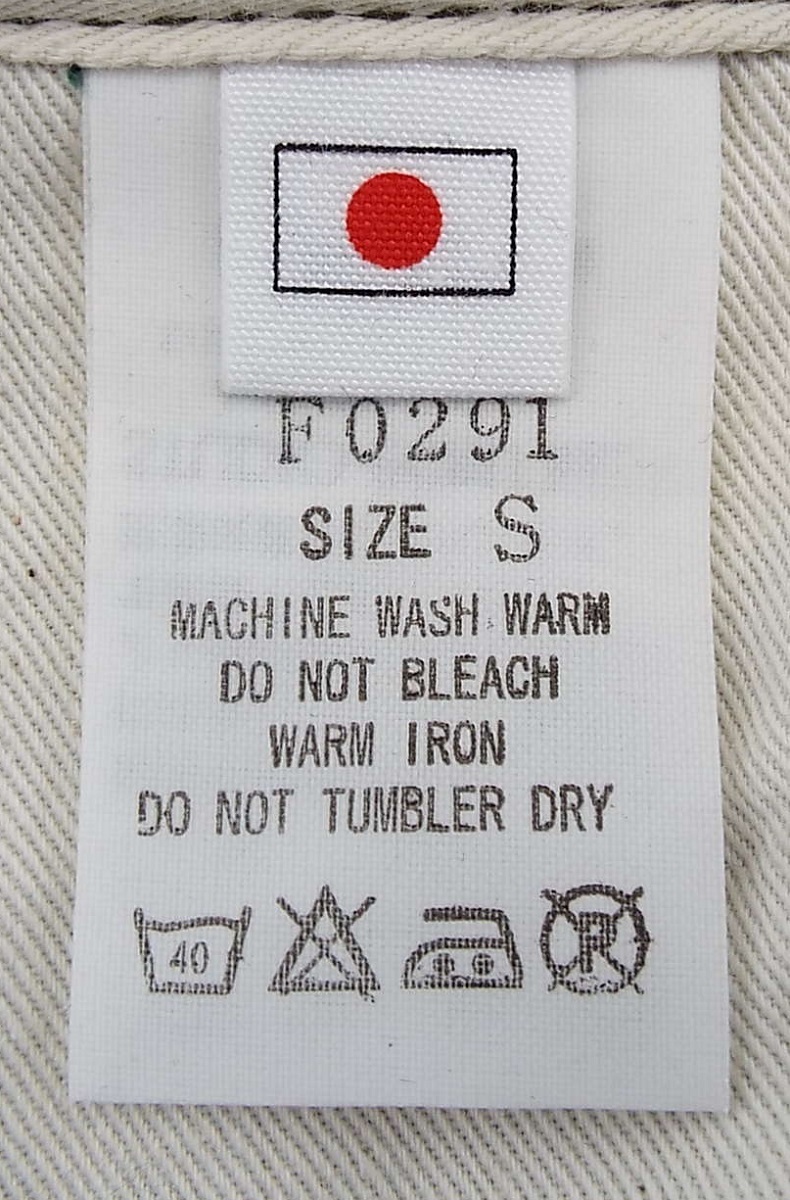 F0291
SIZE S
MACHINE WASH WARM
DO NOT BLEACH
WARM IRON
DO NOT TUMBLER DRY
40 P